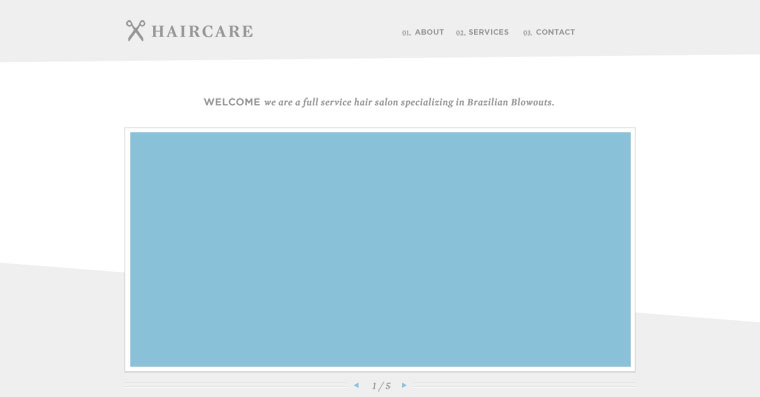 HAIRCARE
01. ABOUT 02. SERVICES 03. CONTACT
WELCOME we are a full service hair salon specializing in Brazilian Blowouts.
1 / 5